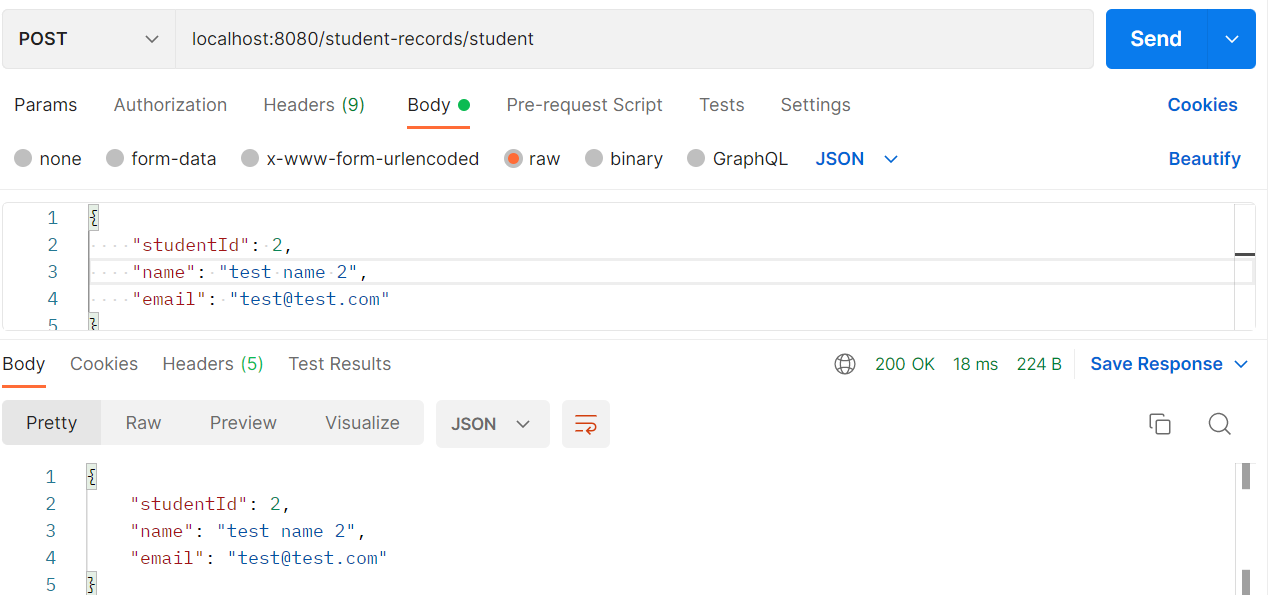 POST localhost:8080/student-records/student Send
Params Authorization Headers (9) Body Pre-request Script Tests Settings Cookies
none form-data x-www-form-urlencoded raw binary GraphQL JSON Beautify
1 {
2 "studentId": 2,
3 "name": "test name 2",
4 "email": "test@test.com"
5 }
Body Cookies Headers (5) Test Results 200 OK 18 ms 224 B Save Response
Pretty Raw Preview Visualize JSON
1 {
2 "studentId": 2,
3 "name": "test name 2",
4 "email": "test@test.com"
5 }